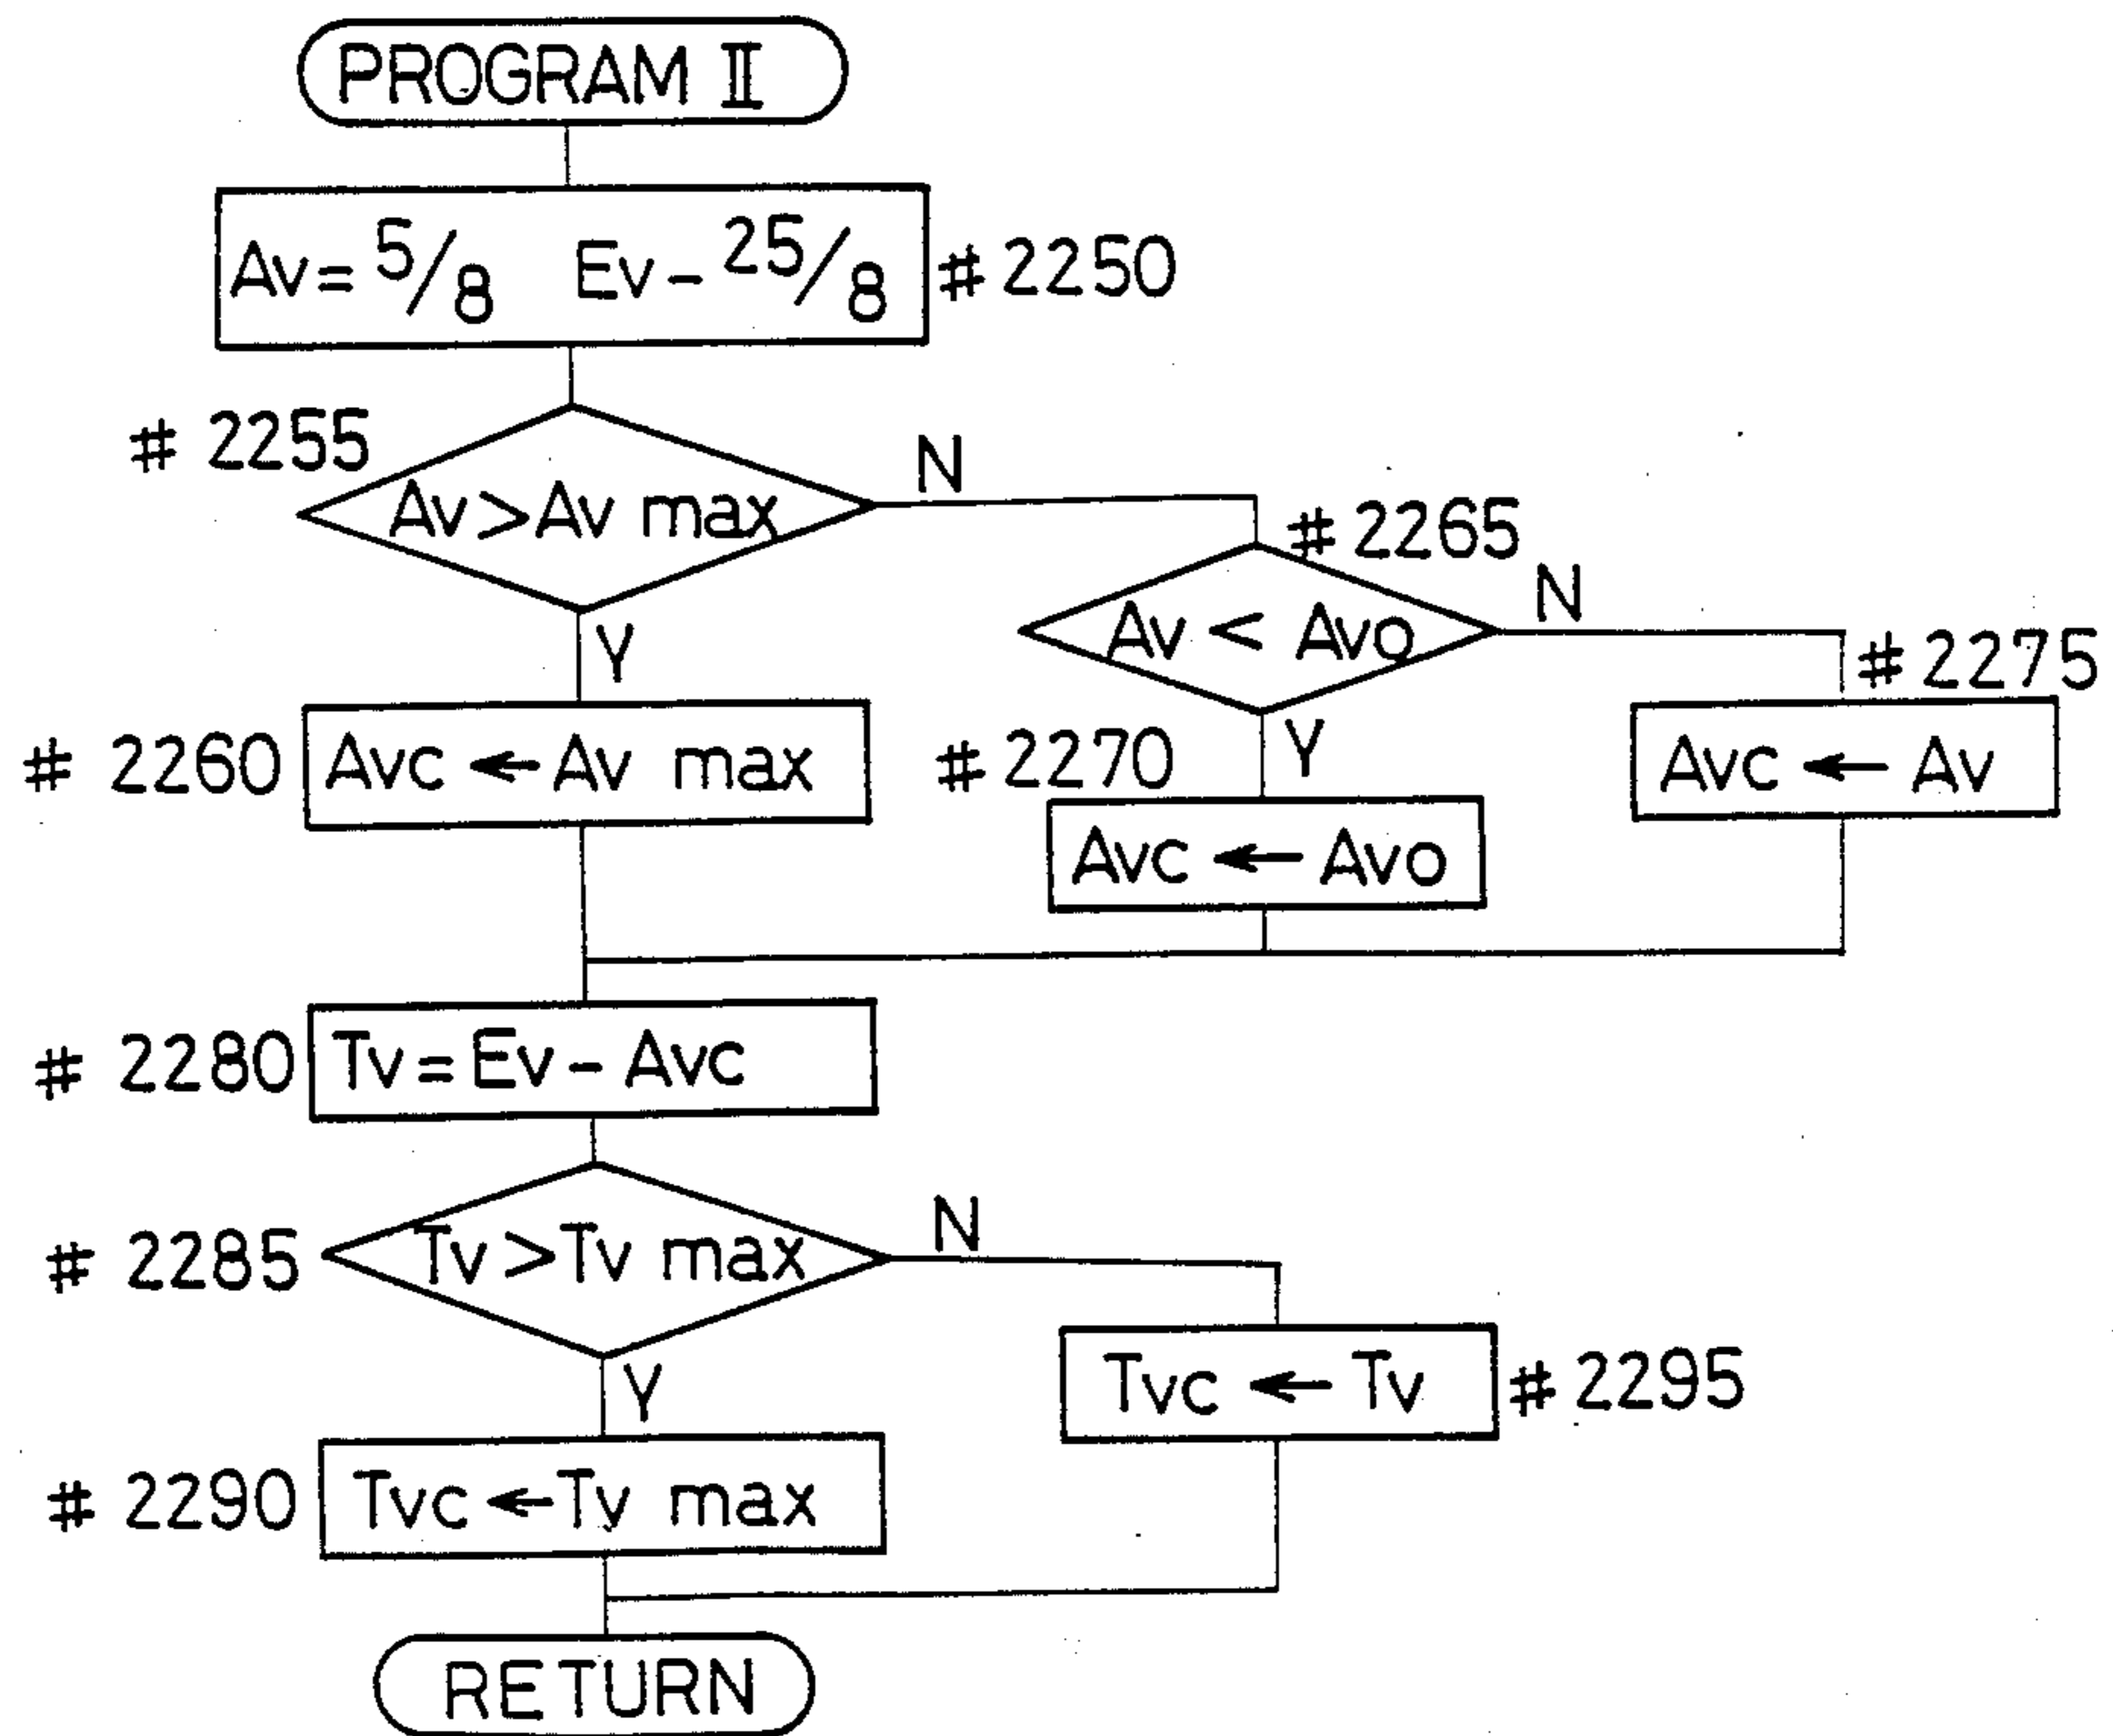 PROGRAM II
Av = 5/8 Ev - 25/8 #2250
# 2255
Av > Av max
N
Y
#2265
Av < Avo
N
Y
#2275
# 2260 Avc ← Av max
#2270
Avc ← Avo
Avc ← Av
# 2280 Tv = Ev - Avc
# 2285 Tv > Tv max
N
Y
Tvc ← Tv #2295
# 2290 Tvc ← Tv max
RETURN